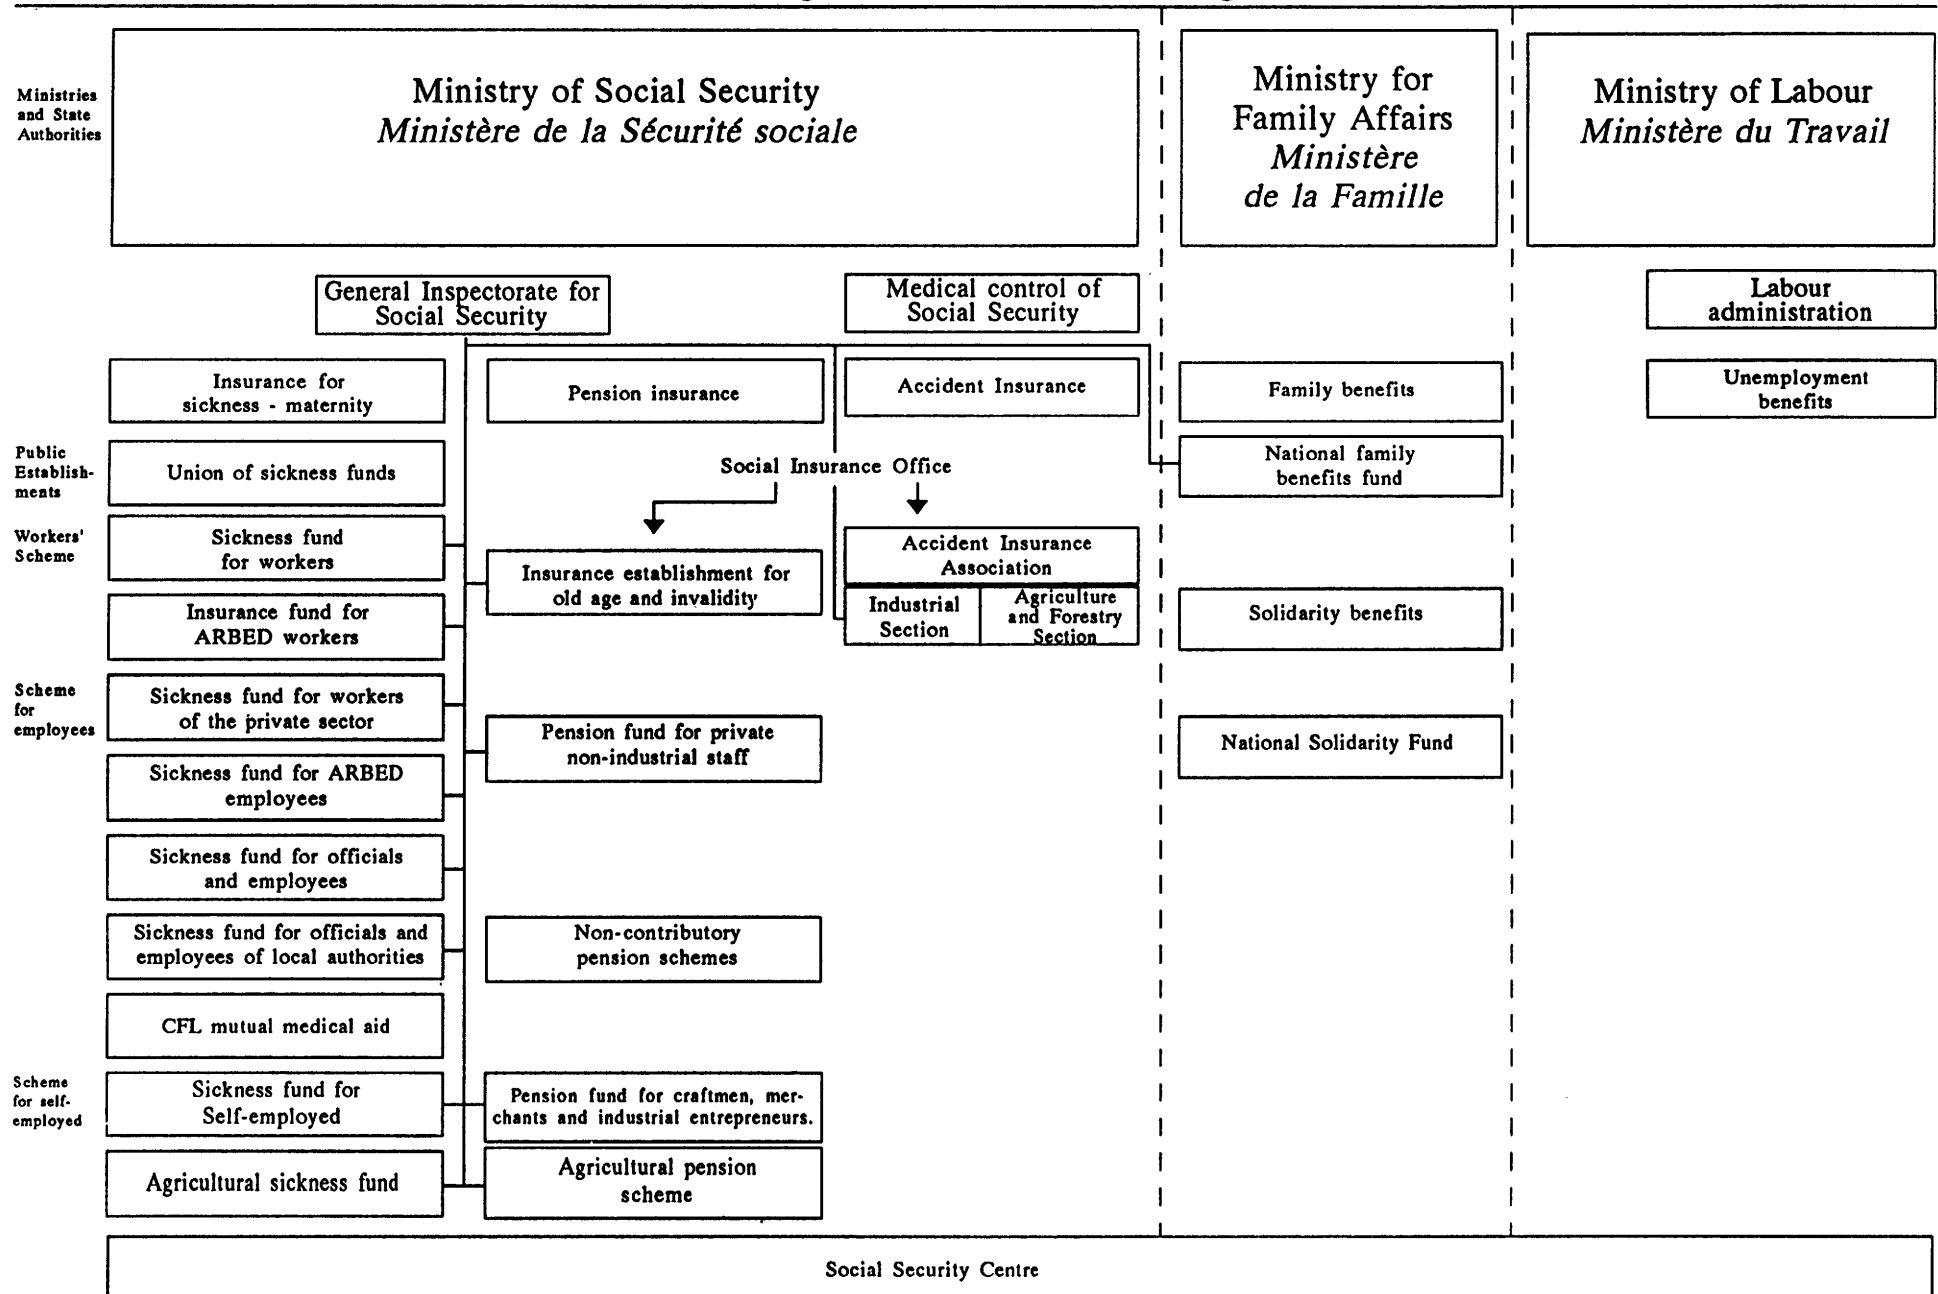 Ministries
and State
Authorities
Ministry of Social Security
Ministère de la Sécurité sociale
Ministry for
Family Affairs
Ministère
de la Famille
Ministry of Labour
Ministère du Travail
General Inspectorate for
Social Security
Medical control of
Social Security
Labour
administration
Insurance for
sickness - maternity
Pension insurance
Accident Insurance
Family benefits
Unemployment
benefits
Public
Establish-
ments
Union of sickness funds
Social Insurance Office
National family
benefits fund
Workers'
Scheme
Sickness fund
for workers
Insurance establishment for
old age and invalidity
Accident Insurance
Association
Industrial
Section
Agriculture
and Forestry
Section
Insurance fund for
ARBED workers
Solidarity benefits
Scheme
for
employees
Sickness fund for workers
of the private sector
Pension fund for private
non-industrial staff
National Solidarity Fund
Sickness fund for ARBED
employees
Sickness fund for officials
and employees
Sickness fund for officials and
employees of local authorities
Non-contributory
pension schemes
CFL mutual medical aid
Scheme
for self-
employed
Sickness fund for
Self-employed
Pension fund for craftmen, mer-
chants and industrial entrepreneurs.
Agricultural sickness fund
Agricultural pension
scheme
Social Security Centre